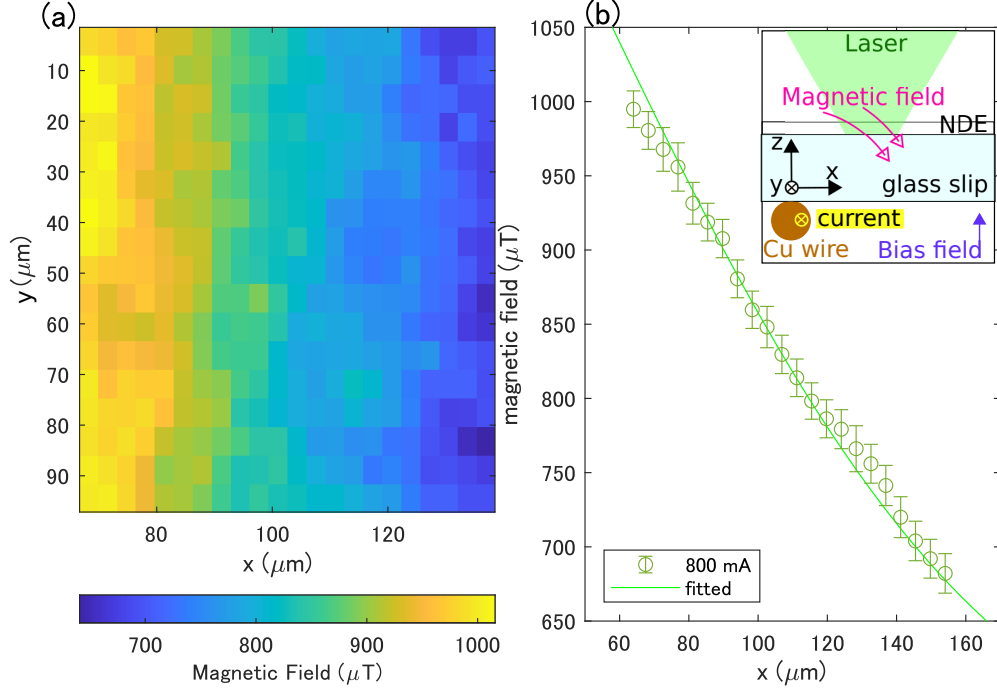 (a)
10
20
30
40
50
60
70
80
90
y (μm)
80
100
120
x (μm)
700
800
900
1000
Magnetic Field (μT)
(b)
1050
1000
950
900
850
800
750
700
650
magnetic field (μT)
60
80
100
120
140
160
x (μm)
800 mA
fitted
Laser
Magnetic field
NDE
z
y
x
glass slip
current
Cu wire
Bias field